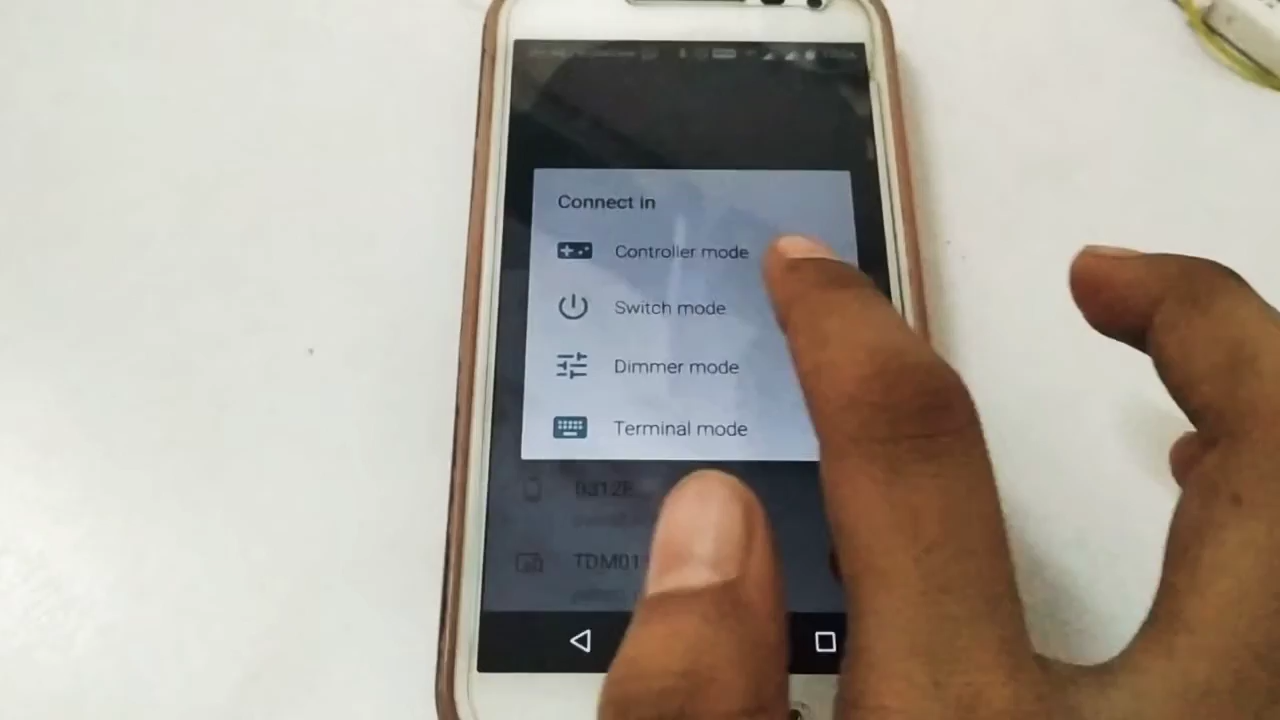 Connect in
Controller mode
Switch mode
Dimmer mode
Terminal mode